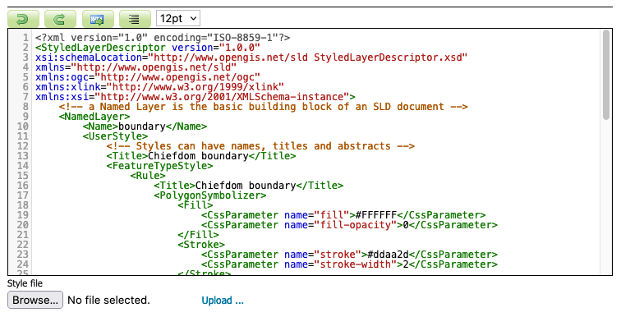 12pt
1 <?xml version="1.0" encoding="ISO-8859-1"?>
2 <StyledLayerDescriptor version="1.0.0"
3 xsi:schemaLocation="http://www.opengis.net/sld StyledLayerDescriptor.xsd"
4 xmlns="http://www.opengis.net/sld"
5 xmlns:ogc="http://www.opengis.net/ogc"
6 xmlns:xlink="http://www.w3.org/1999/xlink"
7 xmlns:xsi="http://www.w3.org/2001/XMLSchema-instance">
8 <!-- a Named Layer is the basic building block of an SLD document -->
9 <NamedLayer>
10 <Name>boundary</Name>
11 <UserStyle>
12 <!-- Styles can have names, titles and abstracts -->
13 <Title>Chiefdom boundary</Title>
14 <FeatureTypeStyle>
15 <Rule>
16 <Title>Chiefdom boundary</Title>
17 <PolygonSymbolizer>
18 <Fill>
19 <CssParameter name="fill">#FFFFFF</CssParameter>
20 <CssParameter name="fill-opacity">0</CssParameter>
21 </Fill>
22 <Stroke>
23 <CssParameter name="stroke">#ddaa2d</CssParameter>
24 <CssParameter name="stroke-width">2</CssParameter>
25 </Stroke>
Style file
Browse... No file selected. Upload ...